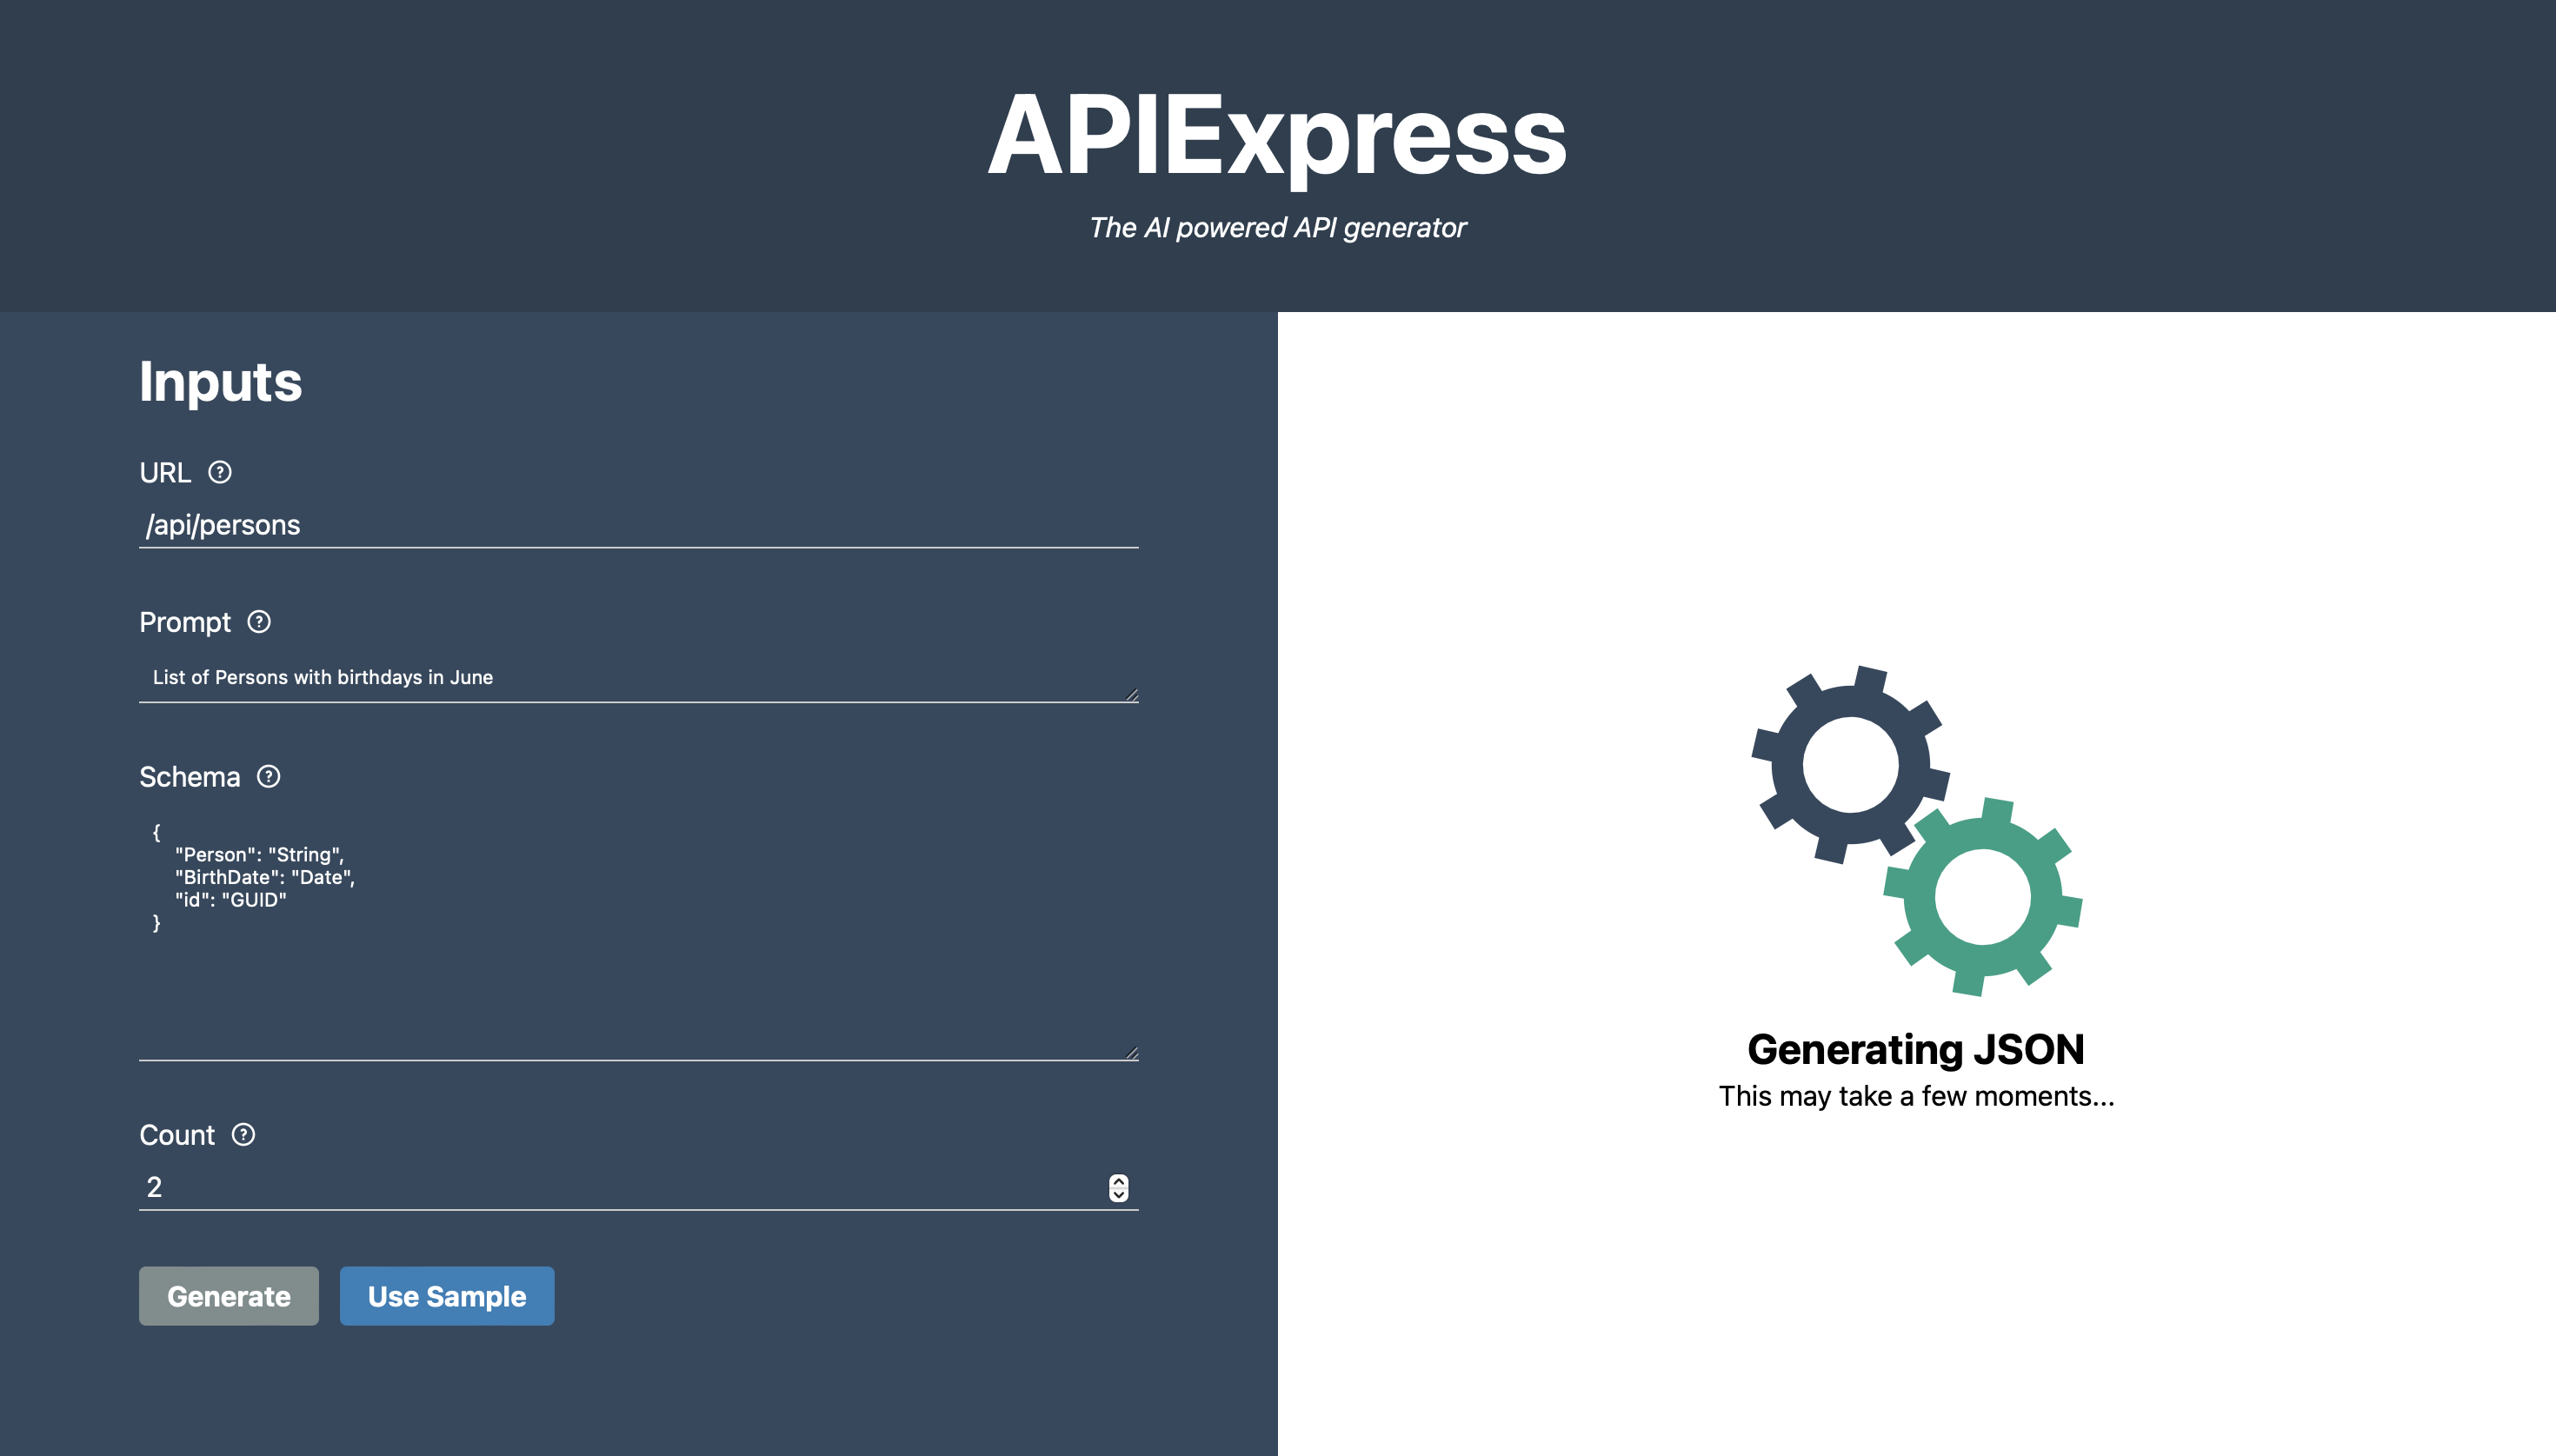 APIExpress
The AI powered API generator
Inputs
URL ?
/api/persons
Prompt ?
List of Persons with birthdays in June
Schema ?
{
    "Person": "String",
    "BirthDate": "Date",
    "id": "GUID"
}
Count ?
2
Generate Use Sample
Generating JSON
This may take a few moments...